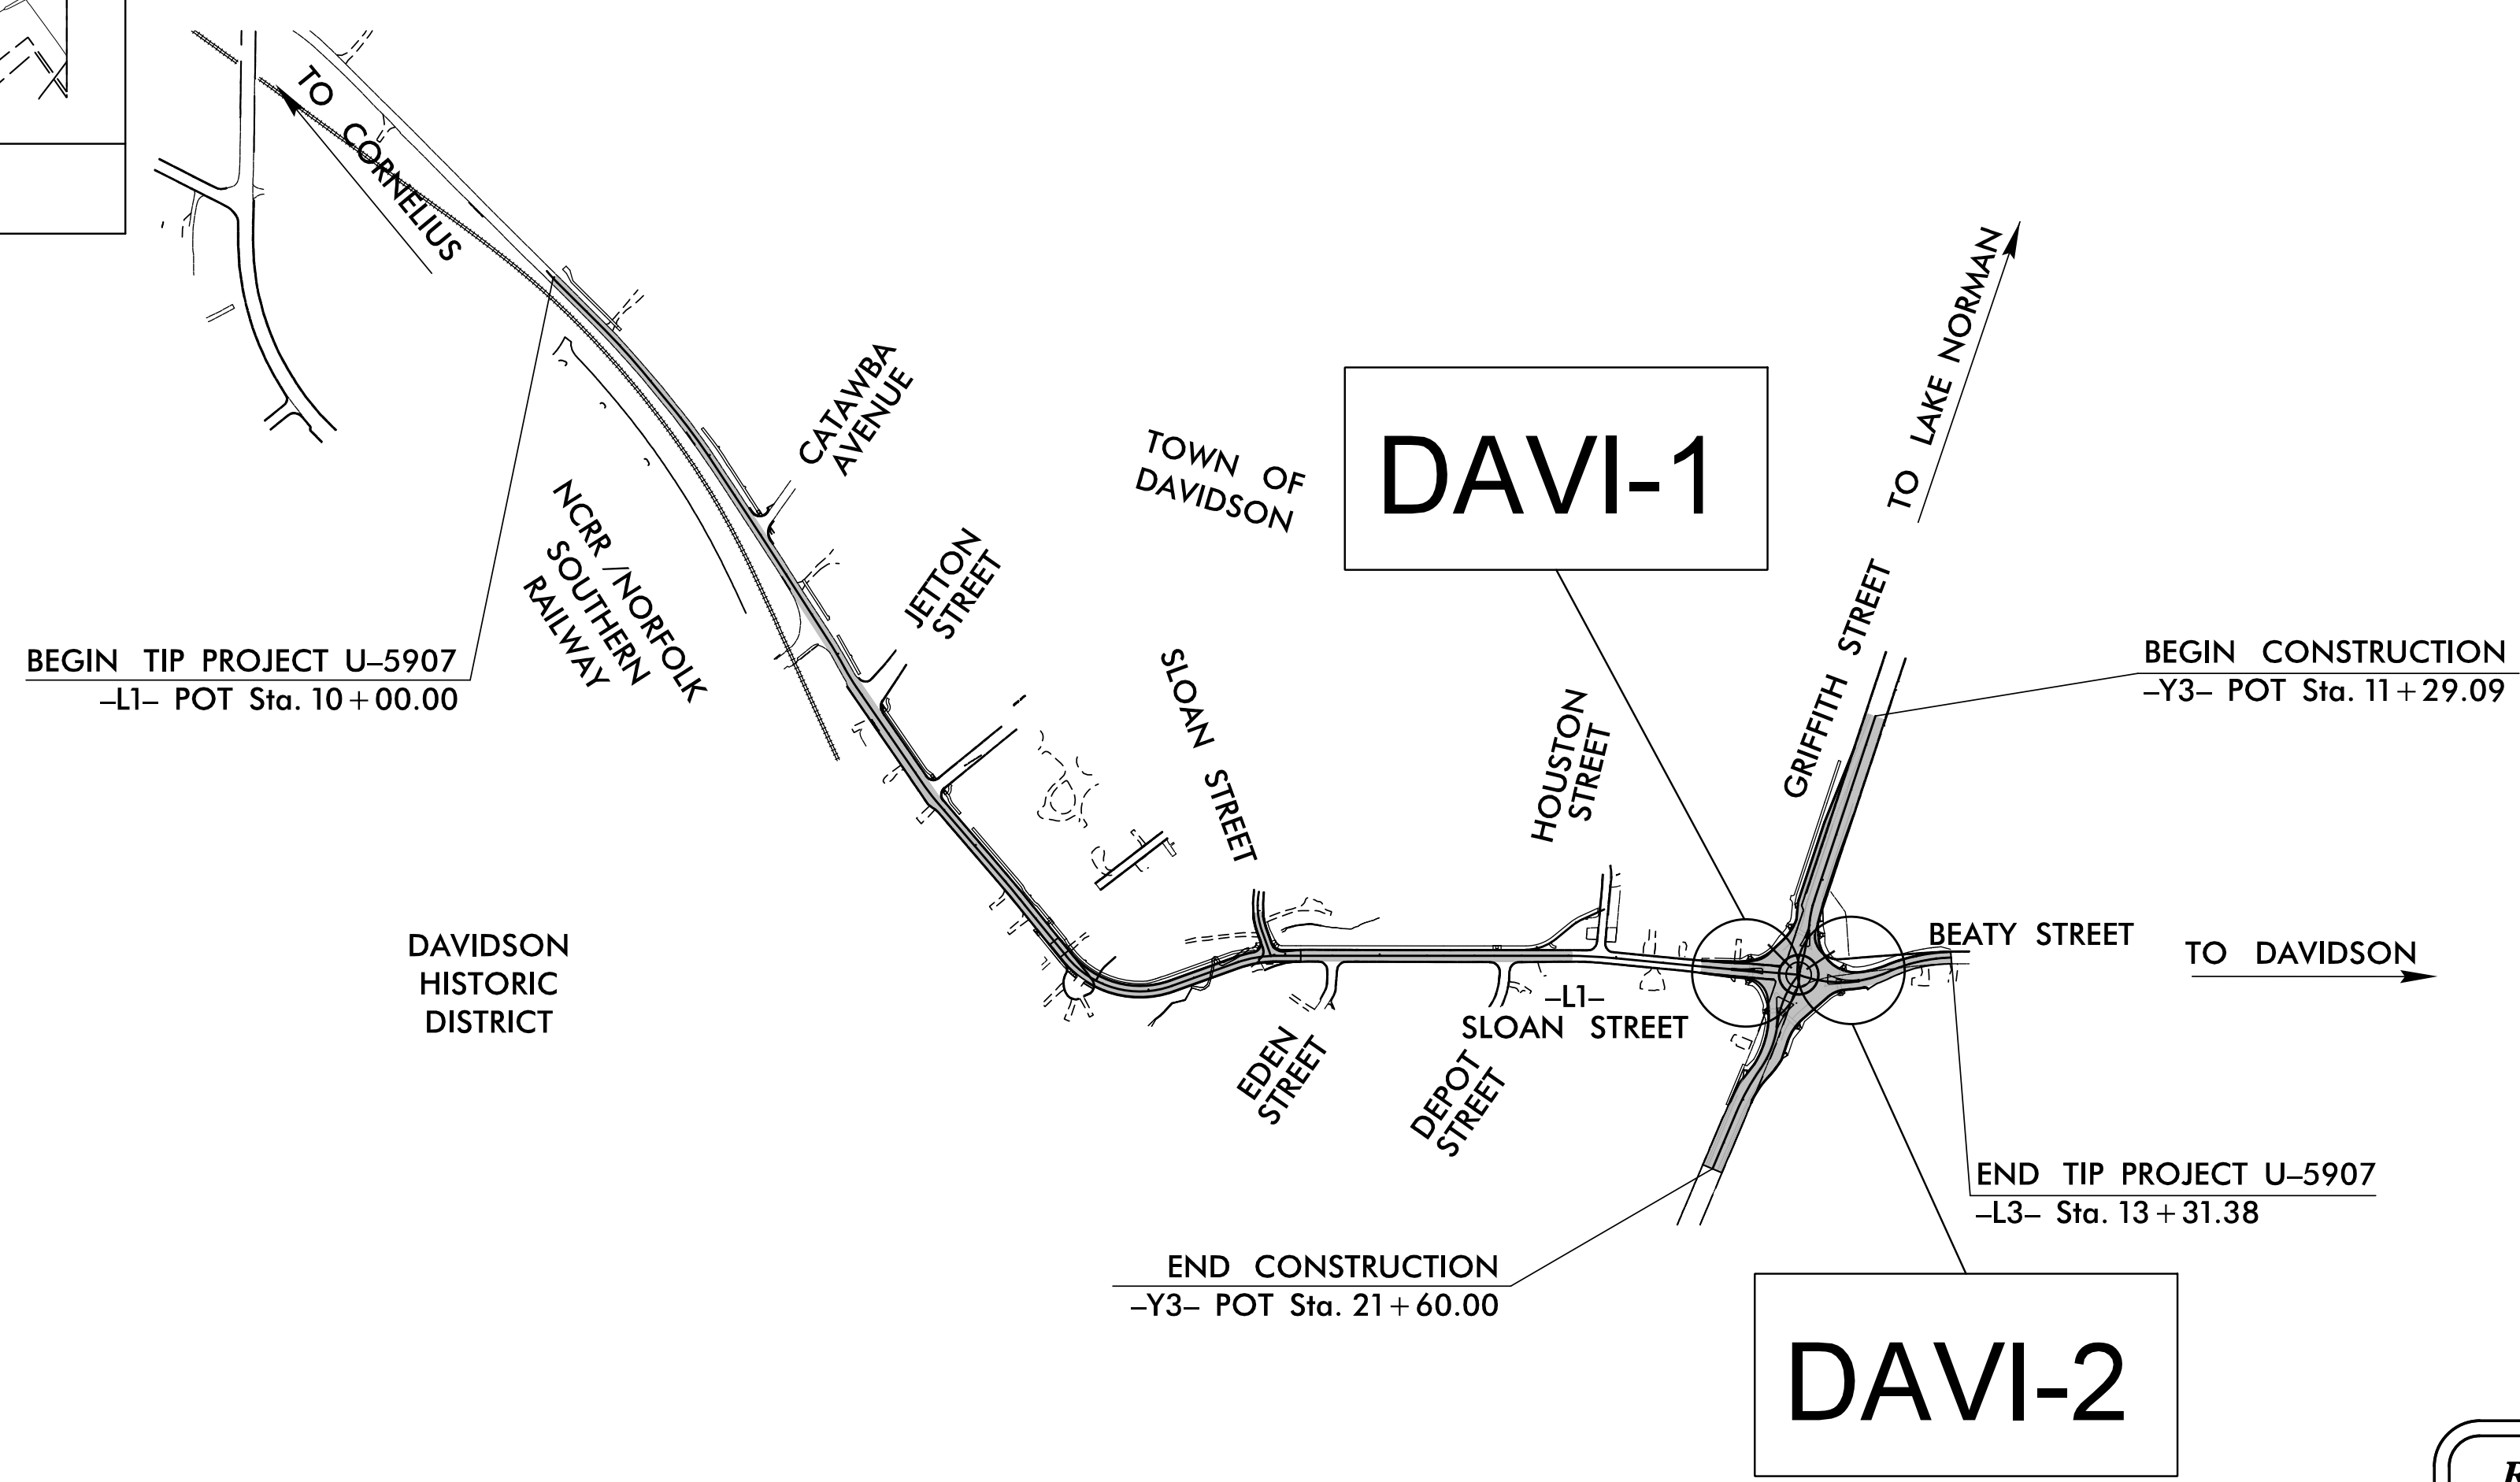 TO CORNELIUS
CATAWBA
AVENUE
TOWN OF
DAVIDSON
DAVI-1
TO LAKE NORMAN
NCRR/NORFOLK
SOUTHERN
RAILWAY
JETTON
STREET
GRIFFITH STREET
BEGIN TIP PROJECT U–5907
–L1– POT Sta. 10+00.00
SLOAN STREET
HOUSTON
STREET
BEGIN CONSTRUCTION
–Y3– POT Sta. 11+29.09
DAVIDSON
HISTORIC
DISTRICT
BEATY STREET
TO DAVIDSON
–L1–
SLOAN STREET
EDEN
STREET
DEPOT
STREET
END TIP PROJECT U–5907
–L3– Sta. 13+31.38
END CONSTRUCTION
–Y3– POT Sta. 21+60.00
DAVI-2